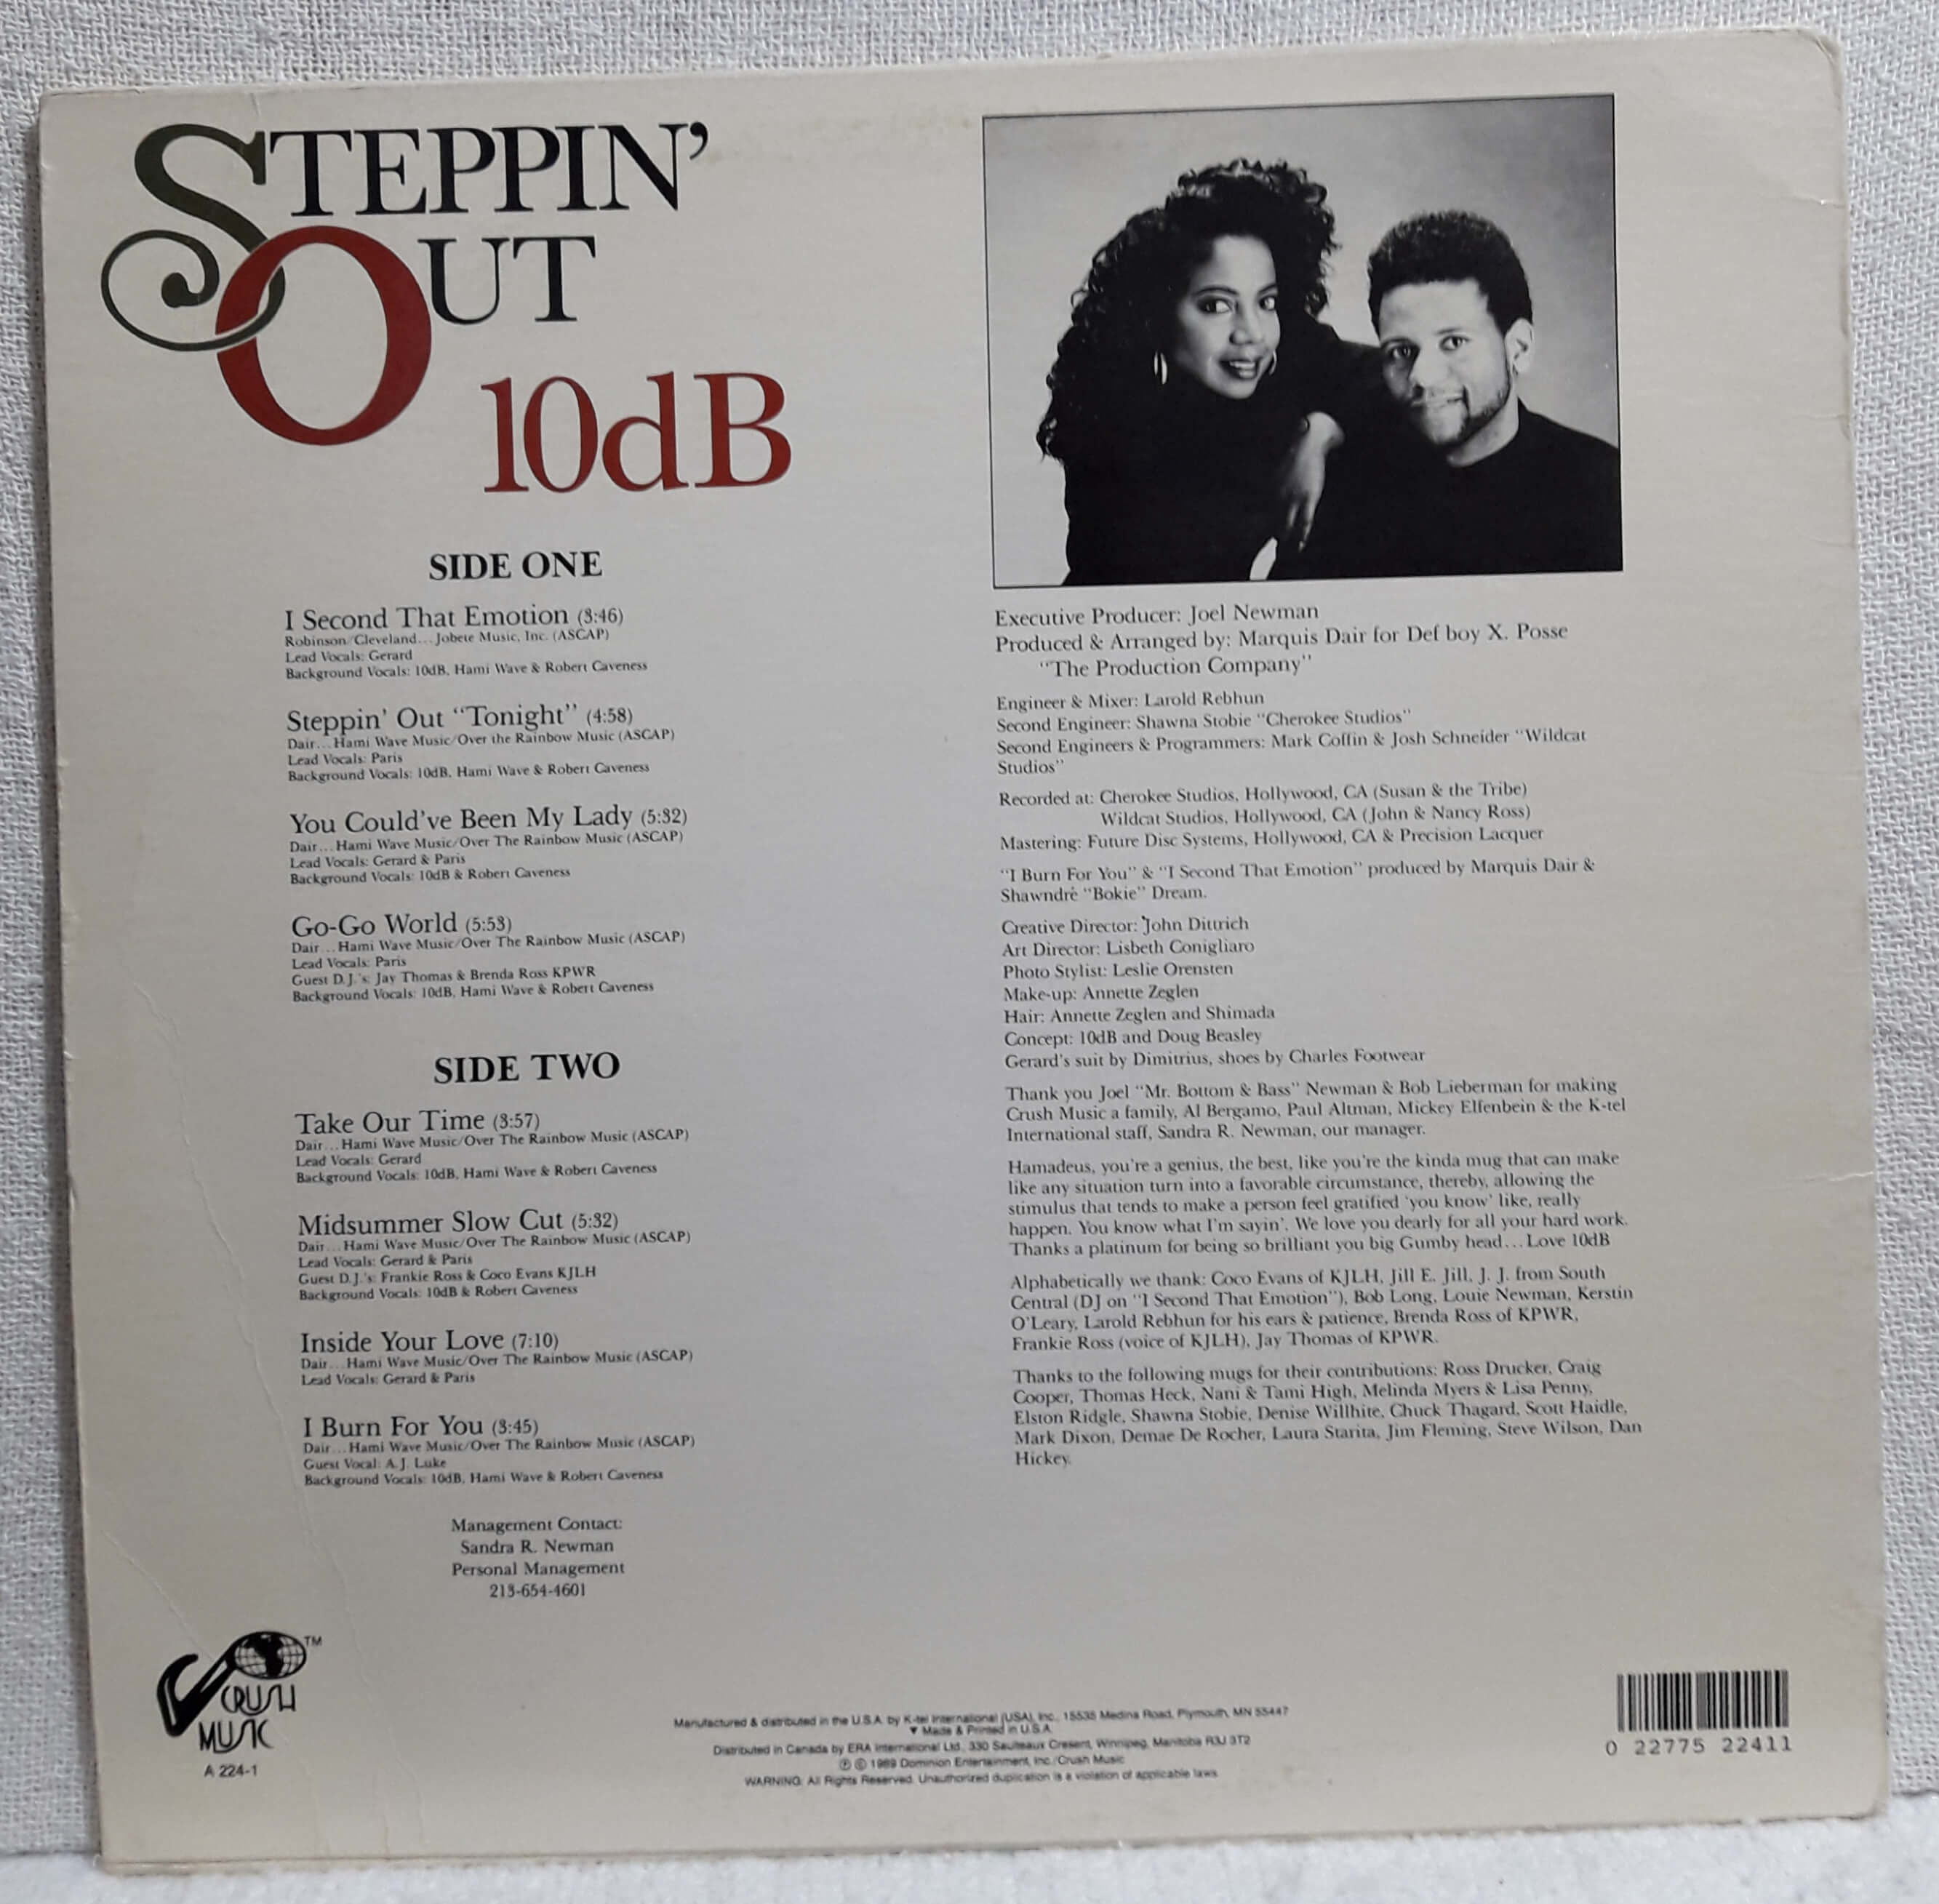 STEPPIN'
OUT
10dB
SIDE ONE
I Second That Emotion (3:46)
Robinson/Cleveland... Jobete Music, Inc. (ASCAP)
Lead Vocals: Gerard
Background Vocals: 10dB, Hami Wave & Robert Caveness
Steppin' Out "Tonight" (4:58)
Dair... Hami Wave Music/Over the Rainbow Music (ASCAP)
Lead Vocals: Paris
Background Vocals: 10dB, Hami Wave & Robert Caveness
You Could've Been My Lady (5:32)
Dair... Hami Wave Music/Over The Rainbow Music (ASCAP)
Lead Vocals: Gerard & Paris
Background Vocals: 10dB & Robert Caveness
Go-Go World (5:53)
Dair... Hami Wave Music/Over The Rainbow Music (ASCAP)
Lead Vocals: Paris
Guest D.J.'s: Jay Thomas & Brenda Ross KPWR
Background Vocals: 10dB, Hami Wave & Robert Caveness
SIDE TWO
Take Our Time (3:57)
Dair... Hami Wave Music/Over The Rainbow Music (ASCAP)
Lead Vocals: Gerard
Background Vocals: 10dB, Hami Wave & Robert Caveness
Midsummer Slow Cut (5:32)
Dair... Hami Wave Music/Over The Rainbow Music (ASCAP)
Lead Vocals: Gerard & Paris
Guest D.J.'s: Frankie Ross & Coco Evans KJLH
Background Vocals: 10dB & Robert Caveness
Inside Your Love (7:10)
Dair... Hami Wave Music/Over The Rainbow Music (ASCAP)
Lead Vocals: Gerard & Paris
I Burn For You (3:45)
Dair... Hami Wave Music/Over The Rainbow Music (ASCAP)
Guest Vocal: A.J. Luke
Background Vocals: 10dB, Hami Wave & Robert Caveness
Management Contact:
Sandra R. Newman
Personal Management
213-654-4601
Executive Producer: Joel Newman
Produced & Arranged by: Marquis Dair for Def boy X. Posse
"The Production Company"
Engineer & Mixer: Larold Rebhun
Second Engineer: Shawna Stobie "Cherokee Studios"
Second Engineers & Programmers: Mark Coffin & Josh Schneider "Wildcat
Studios"
Recorded at: Cherokee Studios, Hollywood, CA (Susan & the Tribe)
Wildcat Studios, Hollywood, CA (John & Nancy Ross)
Mastering: Future Disc Systems, Hollywood, CA & Precision Lacquer
"I Burn For You" & "I Second That Emotion" produced by Marquis Dair &
Shawndré "Bokie" Dream.
Creative Director: John Dittrich
Art Director: Lisbeth Conigliaro
Photo Stylist: Leslie Orensten
Make-up: Annette Zeglen
Hair: Annette Zeglen and Shimada
Concept: 10dB and Doug Beasley
Gerard's suit by Dimitrius, shoes by Charles Footwear
Thank you Joel "Mr. Bottom & Bass" Newman & Bob Lieberman for making
Crush Music a family, Al Bergamo, Paul Altman, Mickey Elfenbein & the K-tel
International staff, Sandra R. Newman, our manager.
Hamadeus, you're a genius, the best, like you're the kinda mug that can make
like any situation turn into a favorable circumstance, thereby, allowing the
stimulus that tends to make a person feel gratified 'you know' like, really
happen. You know what I'm sayin'. We love you dearly for all your hard work.
Thanks a platinum for being so brilliant you big Gumby head... Love 10dB
Alphabetically we thank: Coco Evans of KJLH, Jill E. Jill, J. J. from South
Central (DJ on "I Second That Emotion"), Bob Long, Louie Newman, Kerstin
O'Leary, Larold Rebhun for his ears & patience, Brenda Ross of KPWR,
Frankie Ross (voice of KJLH), Jay Thomas of KPWR.
Thanks to the following mugs for their contributions: Ross Drucker, Craig
Cooper, Thomas Heck, Nani & Tami High, Melinda Myers & Lisa Penny,
Elston Ridgle, Shawna Stobie, Denise Willhite, Chuck Thagard, Scott Haidle,
Mark Dixon, Demae De Rocher, Laura Starita, Jim Fleming, Steve Wilson, Dan
Hickey.
TM
CRUSH
MUSIC
A 224-1
Manufactured & distributed in the U.S.A. by K-tel International (USA), Inc., 15535 Medina Road, Plymouth, MN 55447
▼ Made & Printed in U.S.A.
Distributed in Canada by ERA International Ltd., 330 Saulteaux Cresent, Winnipeg, Manitoba R3J 3T2
℗ © 1989 Dominion Entertainment, Inc./Crush Music
WARNING: All Rights Reserved. Unauthorized duplication is a violation of applicable laws.
0 22775 22411